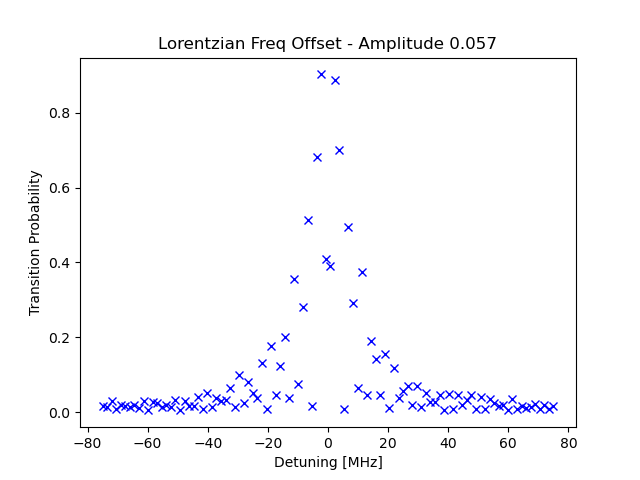 Lorentzian Freq Offset - Amplitude 0.057
Transition Probability
0.8
0.6
0.4
0.2
0.0
−80 −60 −40 −20 0 20 40 60 80
Detuning [MHz]